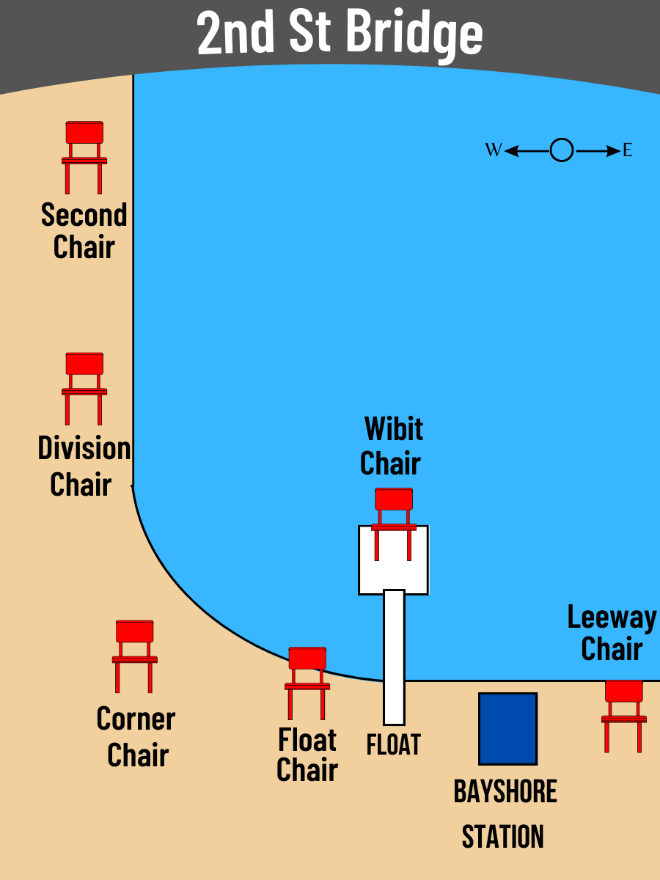 2nd St Bridge
W E
Second
Chair
Division
Chair
Wibit
Chair
Leeway
Chair
Corner
Chair
Float
Chair
FLOAT
BAYSHORE
STATION